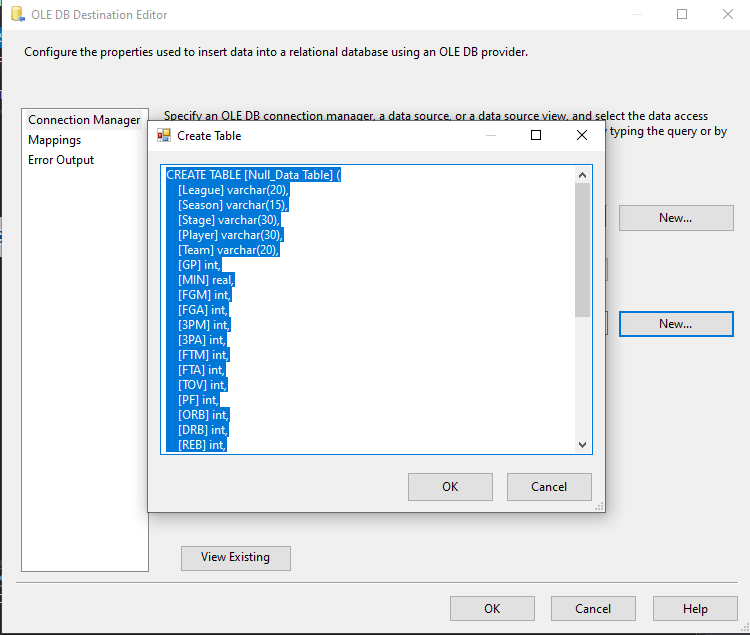 OLE DB Destination Editor
Configure the properties used to insert data into a relational database using an OLE DB provider.
Connection Manager
Mappings
Error Output
Specify an OLE DB connection manager, a data source, or a data source view, and select the data access
typing the query or by
New...
New...
Create Table
CREATE TABLE [Null_Data Table] (
[League] varchar(20),
[Season] varchar(15),
[Stage] varchar(30),
[Player] varchar(30),
[Team] varchar(20),
[GP] int,
[MIN] real,
[FGM] int,
[FGA] int,
[3PM] int,
[3PA] int,
[FTM] int,
[FTA] int,
[TOV] int,
[PF] int,
[ORB] int,
[DRB] int,
[REB] int,
OK
Cancel
View Existing
OK
Cancel
Help